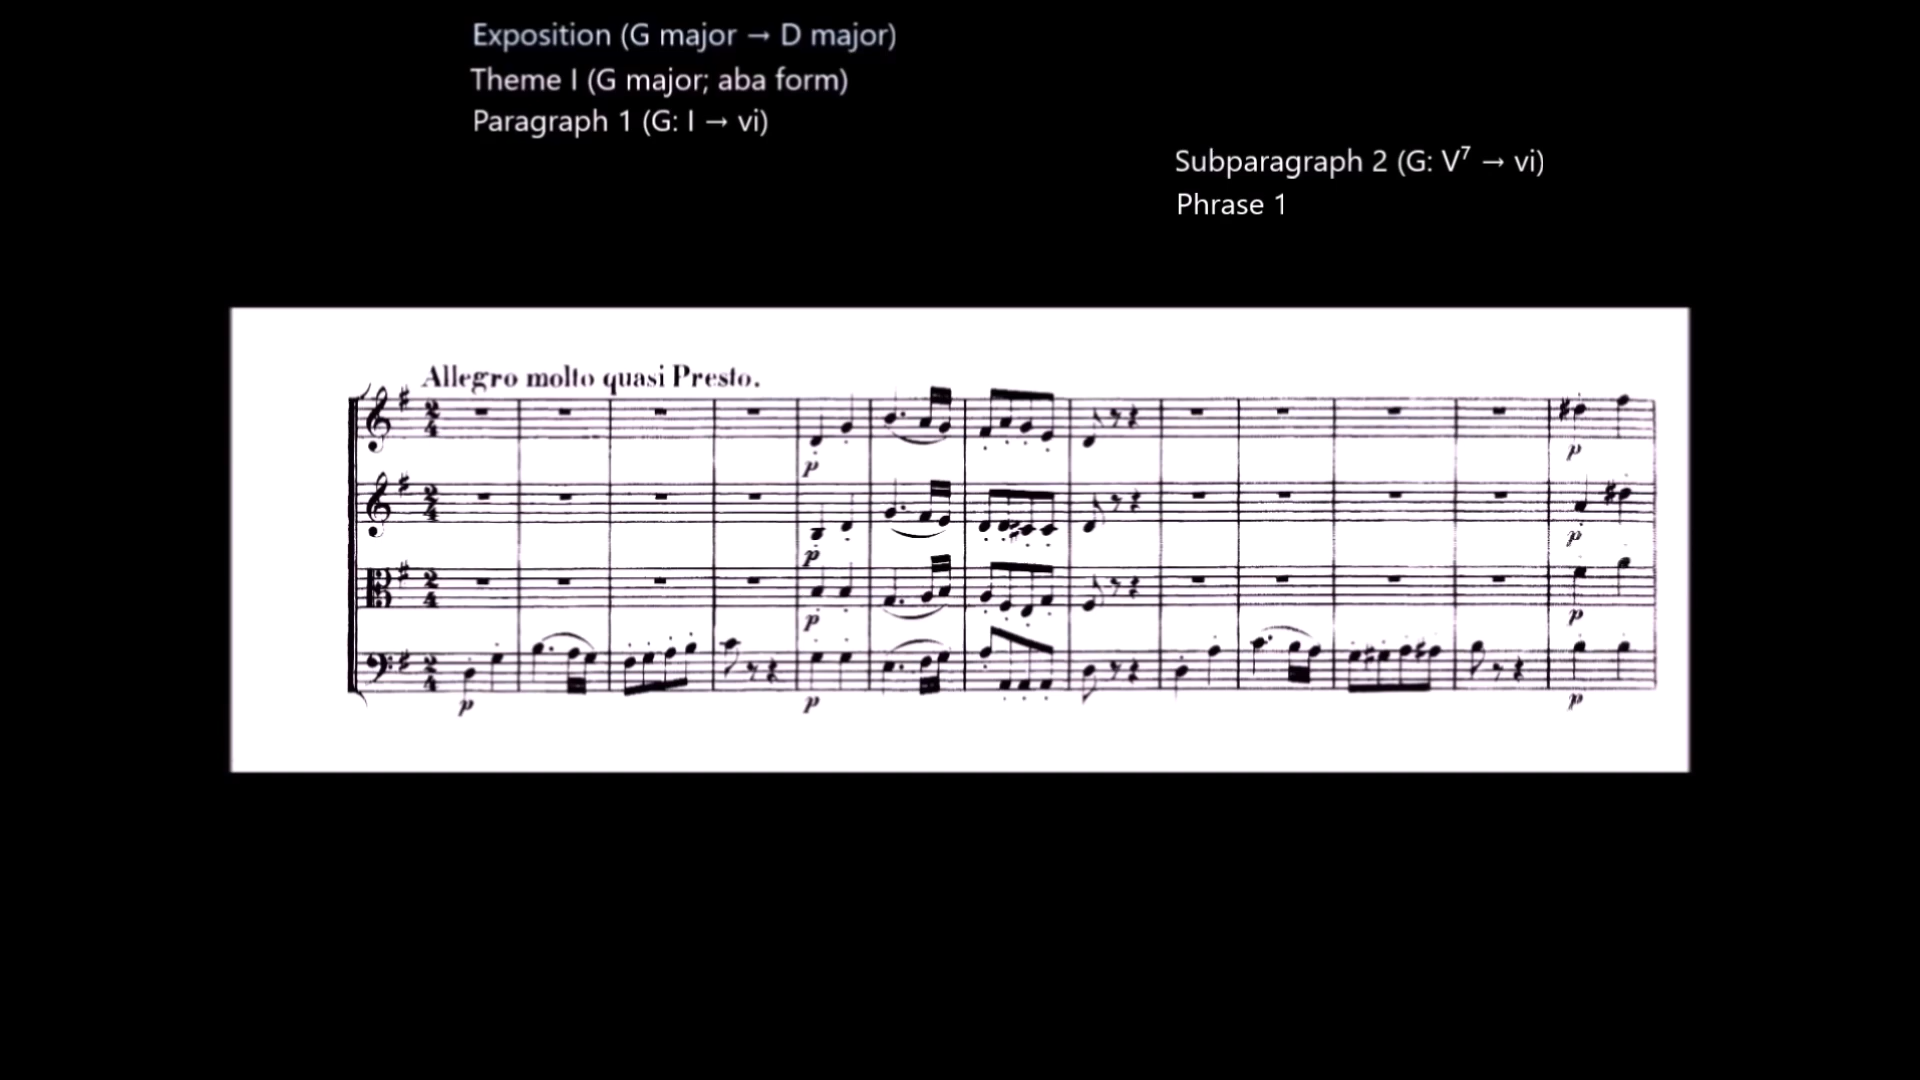 Exposition (G major → D major)
Theme I (G major; aba form)
Paragraph 1 (G: I → vi)
Subparagraph 2 (G: V⁷ → vi)
Phrase 1
Allegro molto quasi Presto.
p
p
p
p
p
p
p
p
p